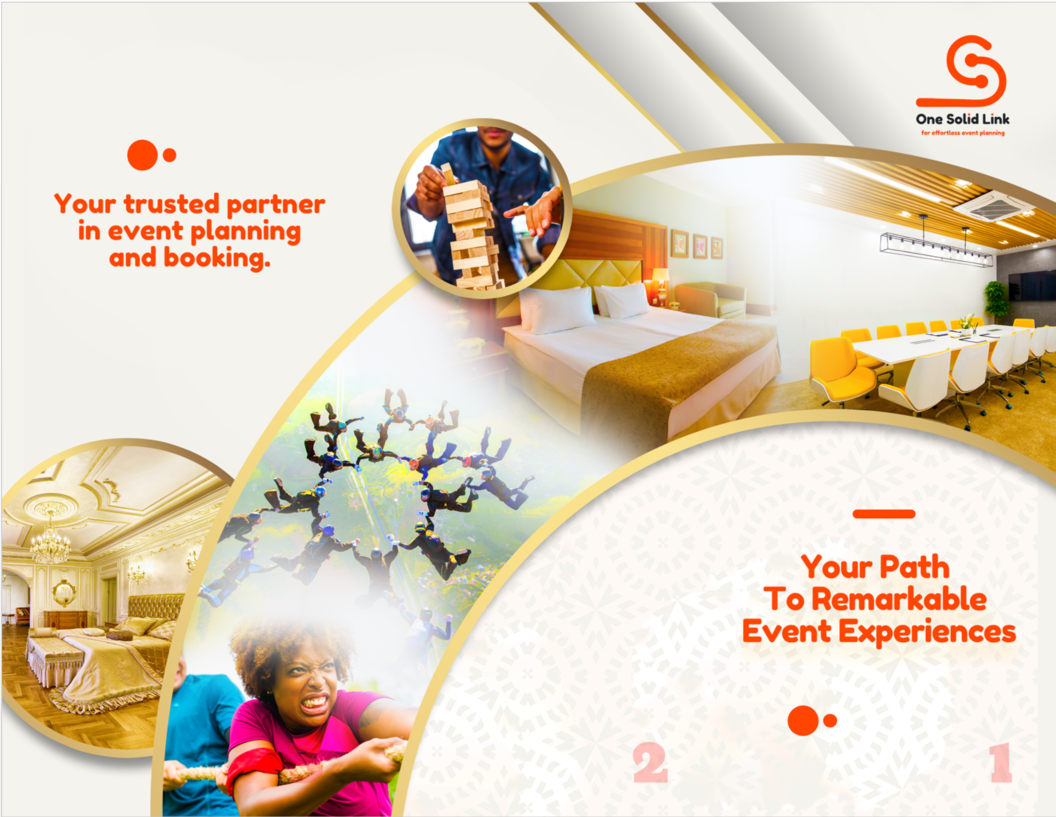 One Solid Link
for effortless event planning
Your trusted partner
in event planning
and booking.
Your Path
To Remarkable
Event Experiences
2
1